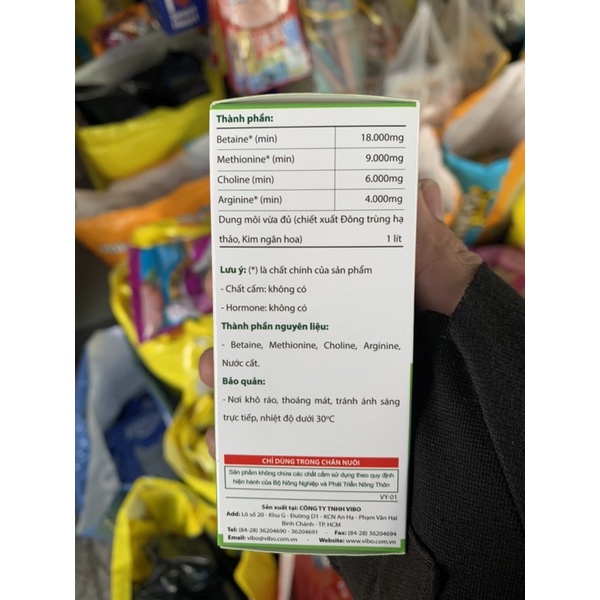 Thành phần:
Betaine* (min) 18.000mg
Methionine* (min) 9.000mg
Choline (min) 6.000mg
Arginine* (min) 4.000mg
Dung môi vừa đủ (chiết xuất Đông trùng hạ
thảo, Kim ngân hoa) 1 lít
Lưu ý: (*) là chất chính của sản phẩm
- Chất cấm: không có
- Hormone: không có
Thành phần nguyên liệu:
- Betaine, Methionine, Choline, Arginine,
Nước cất.
Bảo quản:
- Nơi khô ráo, thoáng mát, tránh ánh sáng
trực tiếp, nhiệt độ dưới 30ºC
CHỈ DÙNG TRONG CHĂN NUÔI
Sản phẩm không chứa các chất cấm sử dụng theo quy định
hiện hành của Bộ Nông Nghiệp và Phát Triển Nông Thôn
VY-01
Sản xuất tại: CÔNG TY TNHH VIBO
Add: Lô số 20 - Khu G - Đường D1 - KCN An Hạ - Phạm Văn Hai
Bình Chánh - TP. HCM
Tel: (84-28) 36204690 - 36204691 - Fax: (84-28) 36204694
Email: vibo@vibo.com.vn - Website: www.vibo.com.vn